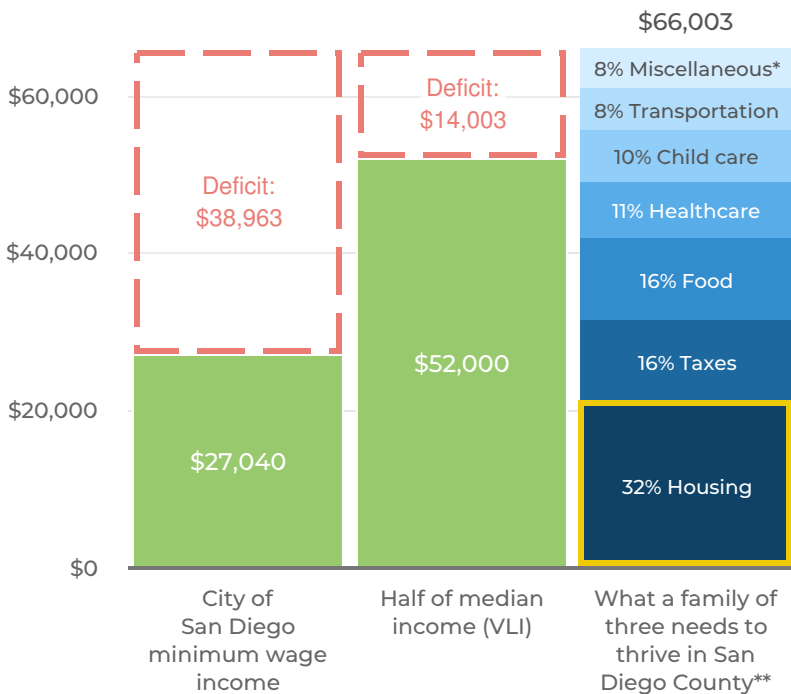 $66,003
8% Miscellaneous*
8% Transportation
10% Child care
11% Healthcare
16% Food
16% Taxes
32% Housing
Deficit:
$14,003
$52,000
Deficit:
$38,963
$27,040
$60,000
$40,000
$20,000
$0
City of
San Diego
minimum wage
income
Half of median
income (VLI)
What a family of
three needs to
thrive in San
Diego County**